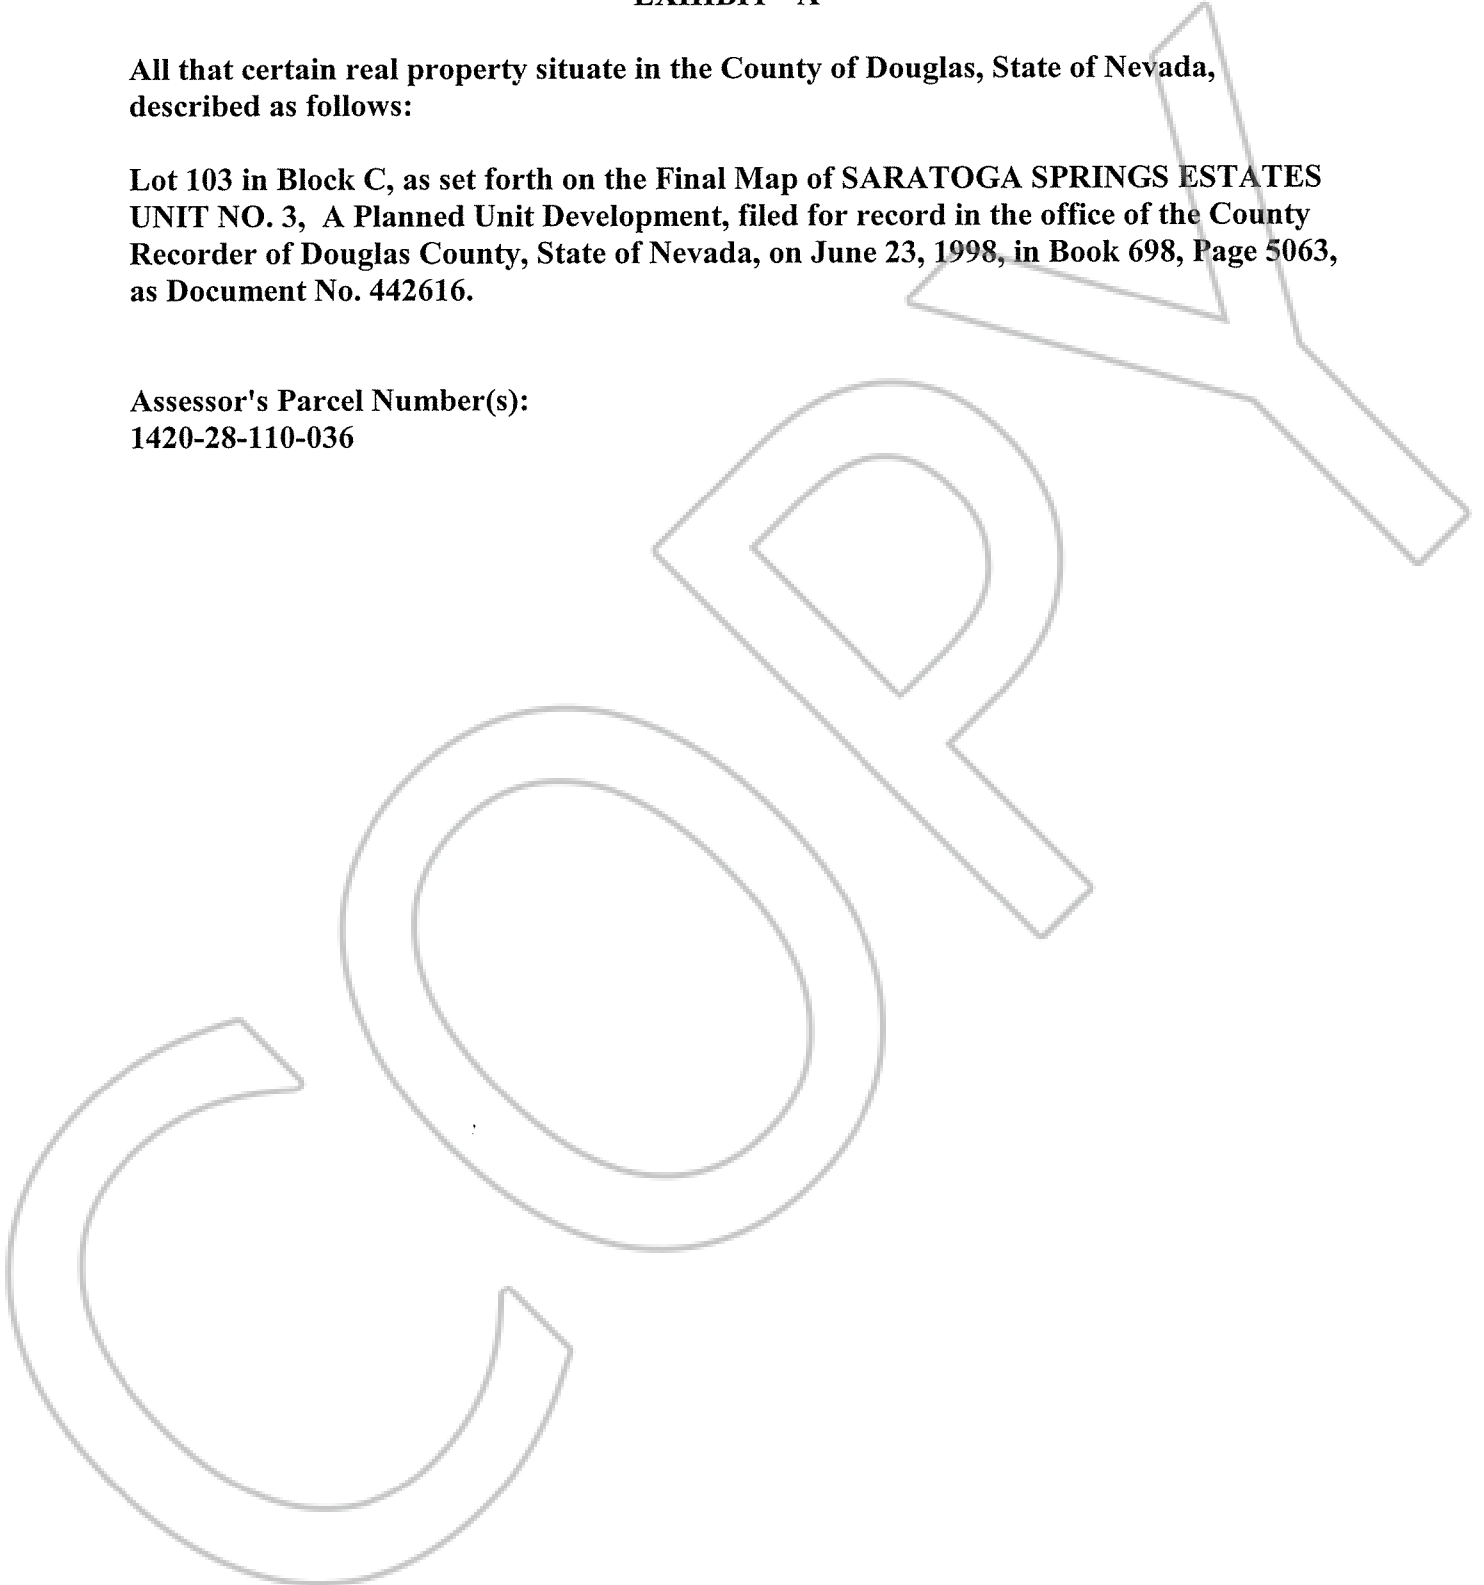 EXHIBIT "A"
All that certain real property situate in the County of Douglas, State of Nevada,
described as follows:
Lot 103 in Block C, as set forth on the Final Map of SARATOGA SPRINGS ESTATES
UNIT NO. 3, A Planned Unit Development, filed for record in the office of the County
Recorder of Douglas County, State of Nevada, on June 23, 1998, in Book 698, Page 5063,
as Document No. 442616.
Assessor's Parcel Number(s):
1420-28-110-036
COPY